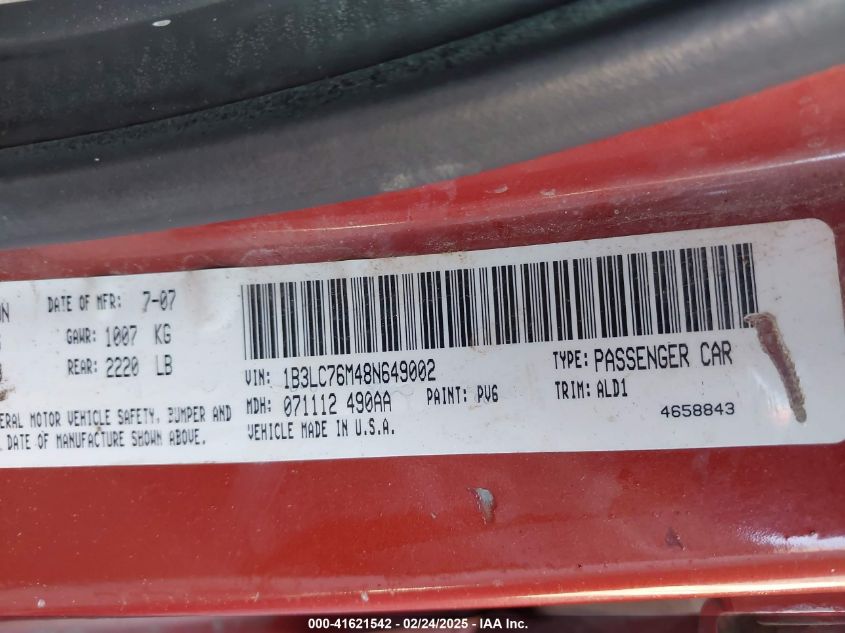 DATE OF MFR: 7-07
GAWR: 1007 KG
REAR: 2220 LB
MOTOR VEHICLE SAFETY, BUMPER AND
DATE OF MANUFACTURE SHOWN ABOVE.
VIN: 1B3LC76M48N649002
TYPE: PASSENGER CAR
MDH: 071112 490AA
PAINT: PV6
TRIM: ALD1
VEHICLE MADE IN U.S.A.
4658843
000-41621542 - 02/24/2025 - © IAA Inc.